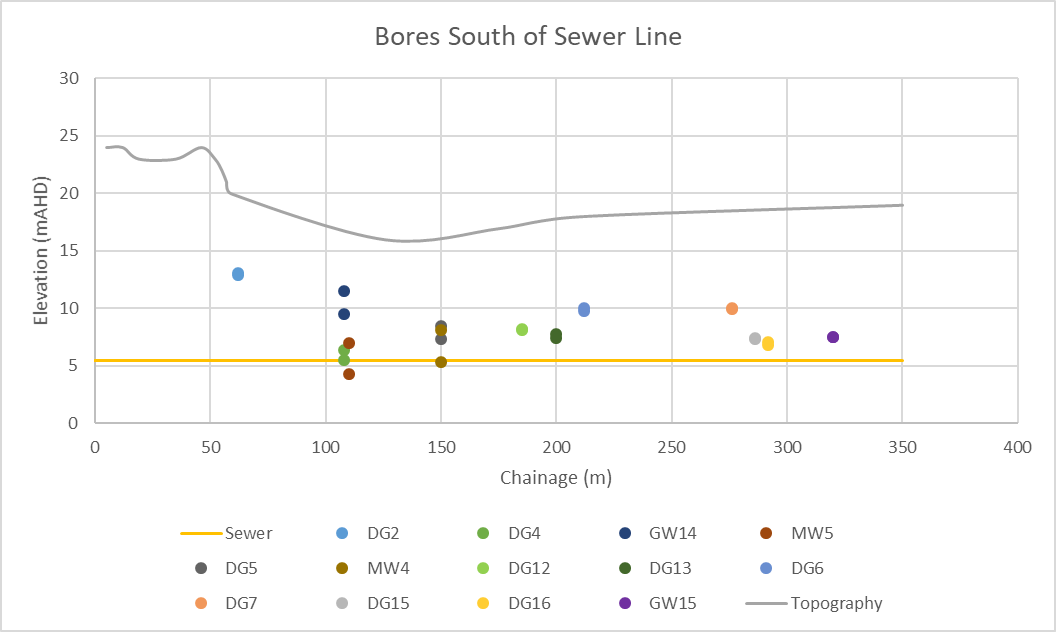 Bores South of Sewer Line
30
25
20
15
10
5
0
Elevation (mAHD)
0 50 100 150 200 250 300 350 400
Chainage (m)
Sewer DG2 DG4 GW14 MW5
DG5 MW4 DG12 DG13 DG6
DG7 DG15 DG16 GW15 Topography